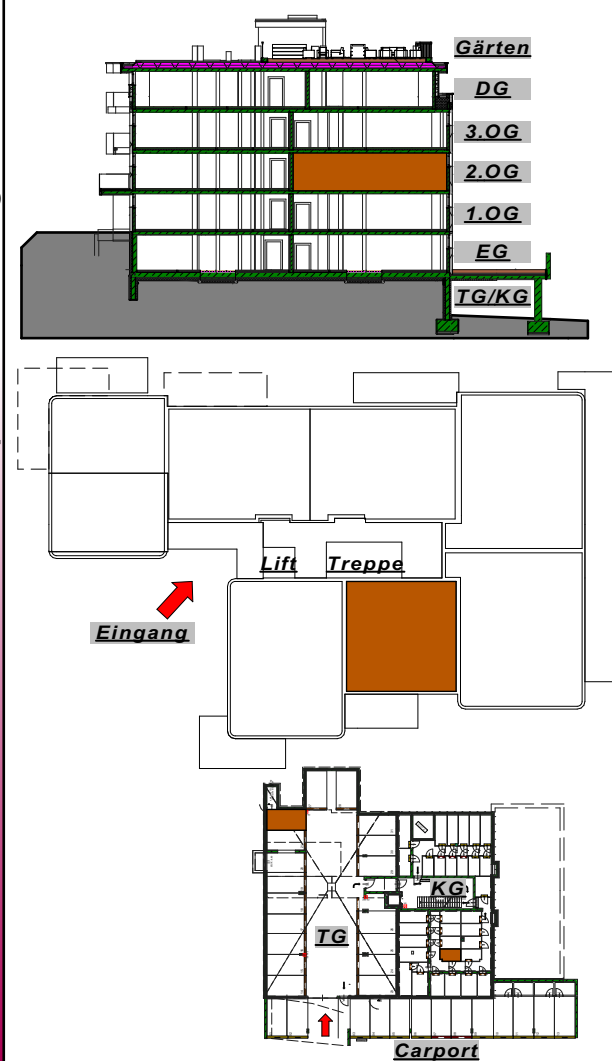 Gärten
DG
3.OG
2.OG
1.OG
EG
TG/KG
Lift Treppe
Eingang
KG
TG
Carport